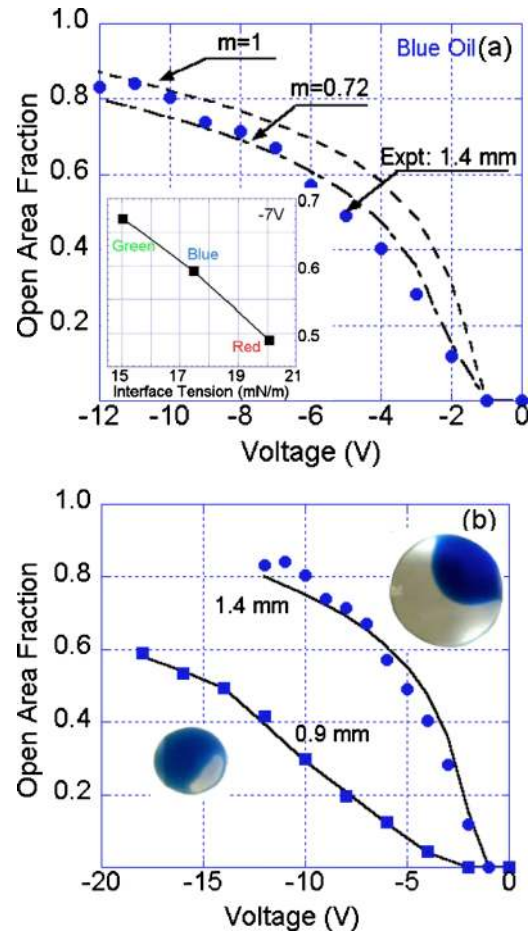 1.0
0.8
0.6
0.4
0.2
Open Area Fraction
m=1
Blue Oil (a)
m=0.72
Expt: 1.4 mm
-7V
0.7
0.6
0.5
Green
Blue
Red
15 17 19 21
Interface Tension (mN/m)
-12 -10 -8 -6 -4 -2 0
Voltage (V)
1.0
0.8
0.6
0.4
0.2
Open Area Fraction
(b)
1.4 mm
0.9 mm
-20 -15 -10 -5 0
Voltage (V)